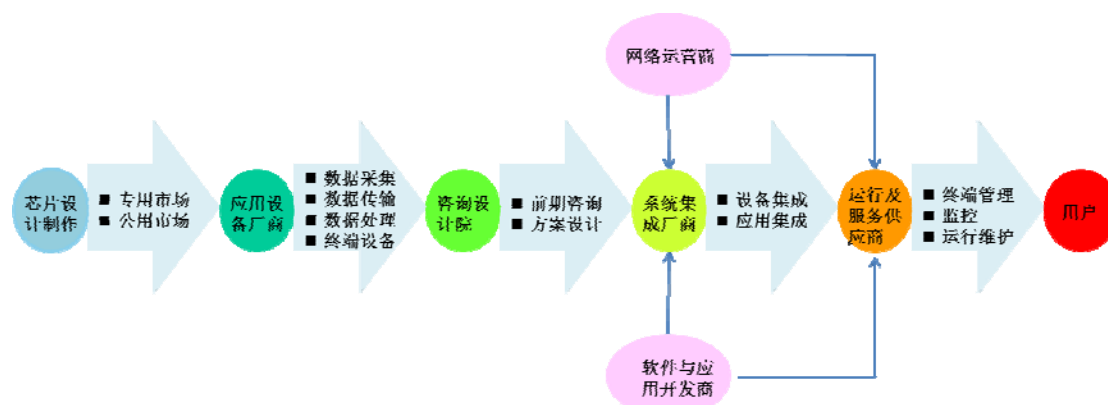 网络运营商
芯片设
计制作
■ 专用市场
■ 公用市场
应用设
备厂商
■ 数据采集
■ 数据传输
■ 数据处理
■ 终端设备
咨询设
计院
■ 前期咨询
■ 方案设计
系统集
成厂商
■ 设备集成
■ 应用集成
运行及
服务供
应商
■ 终端管理
■ 监控
■ 运行维护
用户
软件与应
用开发商